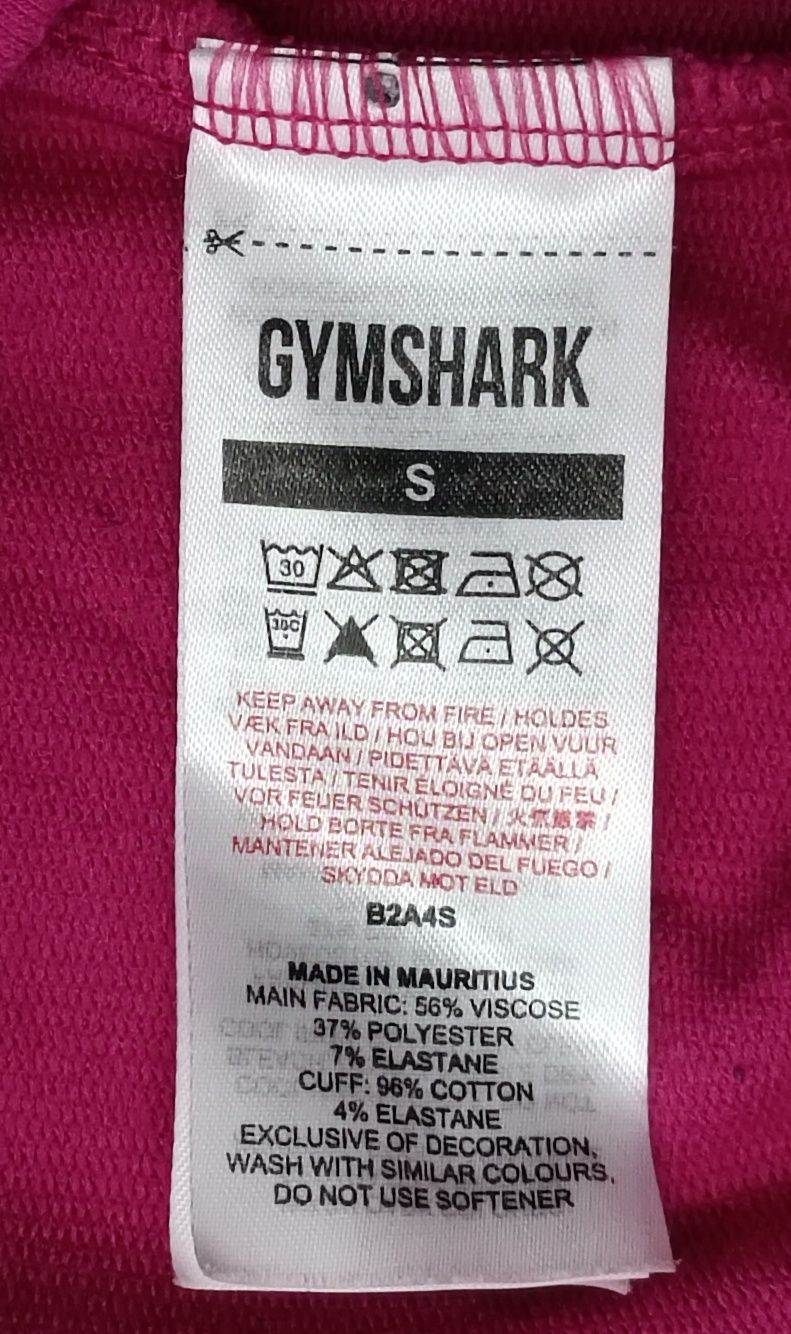 GYMSHARK
S
30
30C
KEEP AWAY FROM FIRE / HOLDES
VÆK FRA ILD / HOU BIJ OPEN VUUR
VANDAAN / PIDETTÄVÄ ETÄÄLLÄ
TULESTA / TENIR ELOIGNÉ DU FEU /
VOR FEUER SCHÜTZEN / 火気厳禁 /
HOLD BORTE FRA FLAMMER /
MANTENER ALEJADO DEL FUEGO /
SKYDDA MOT ELD
B2A4S
MADE IN MAURITIUS
MAIN FABRIC: 56% VISCOSE
37% POLYESTER
7% ELASTANE
CUFF: 96% COTTON
4% ELASTANE
EXCLUSIVE OF DECORATION,
WASH WITH SIMILAR COLOURS,
DO NOT USE SOFTENER